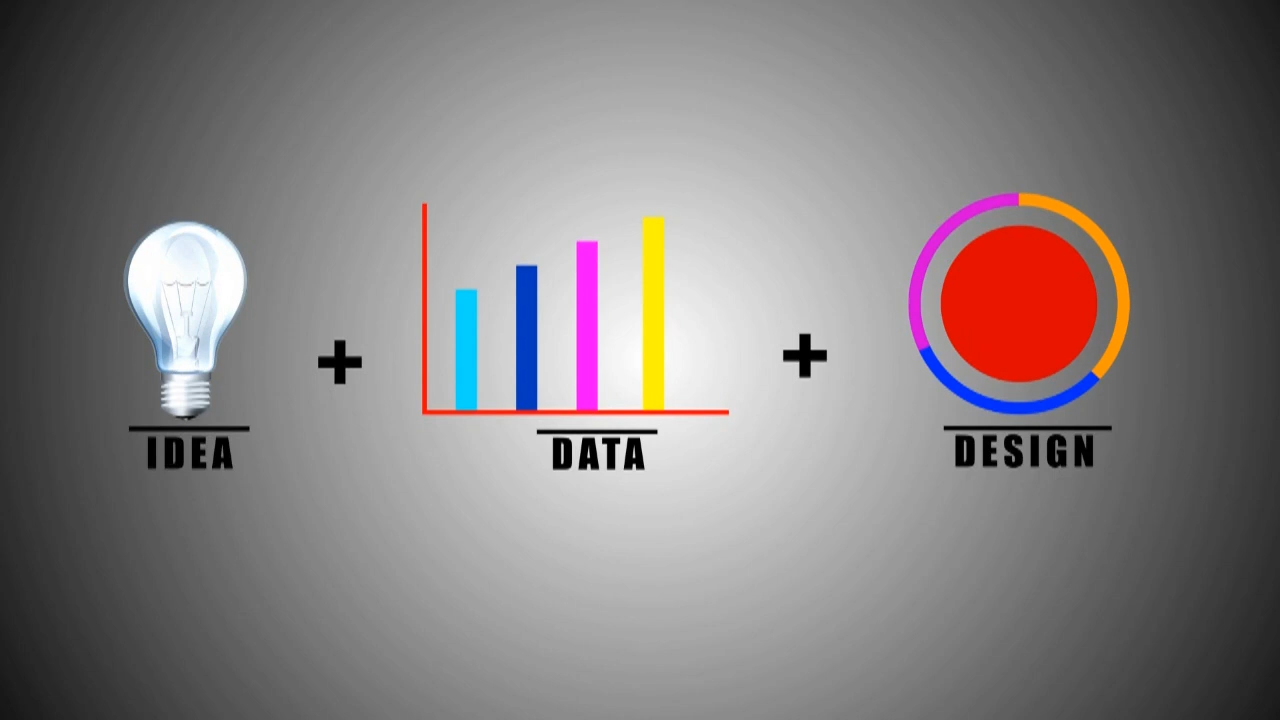 IDEA
+
DATA
+
DESIGN